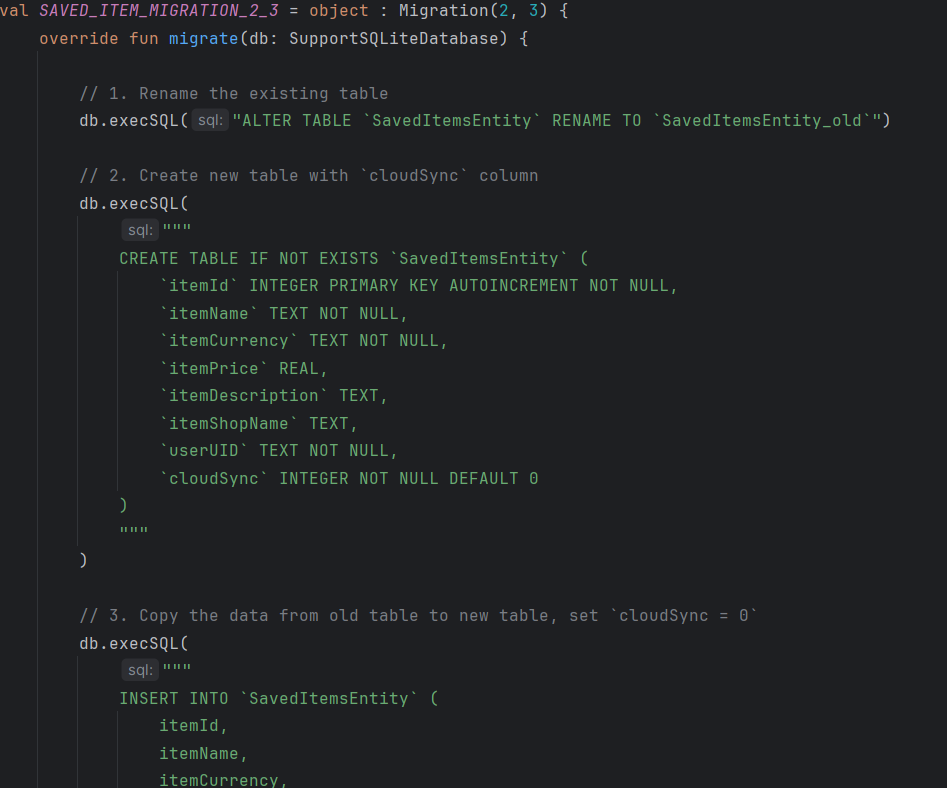 val SAVED_ITEM_MIGRATION_2_3 = object : Migration(2, 3) {
override fun migrate(db: SupportSQLiteDatabase) {
// 1. Rename the existing table
db.execSQL( sql: "ALTER TABLE `SavedItemsEntity` RENAME TO `SavedItemsEntity_old`")
// 2. Create new table with `cloudSync` column
db.execSQL(
sql: """
CREATE TABLE IF NOT EXISTS `SavedItemsEntity` (
`itemId` INTEGER PRIMARY KEY AUTOINCREMENT NOT NULL,
`itemName` TEXT NOT NULL,
`itemCurrency` TEXT NOT NULL,
`itemPrice` REAL,
`itemDescription` TEXT,
`itemShopName` TEXT,
`userUID` TEXT NOT NULL,
`cloudSync` INTEGER NOT NULL DEFAULT 0
)
"""
)
// 3. Copy the data from old table to new table, set `cloudSync = 0`
db.execSQL(
sql: """
INSERT INTO `SavedItemsEntity` (
itemId,
itemName,
itemCurrency,